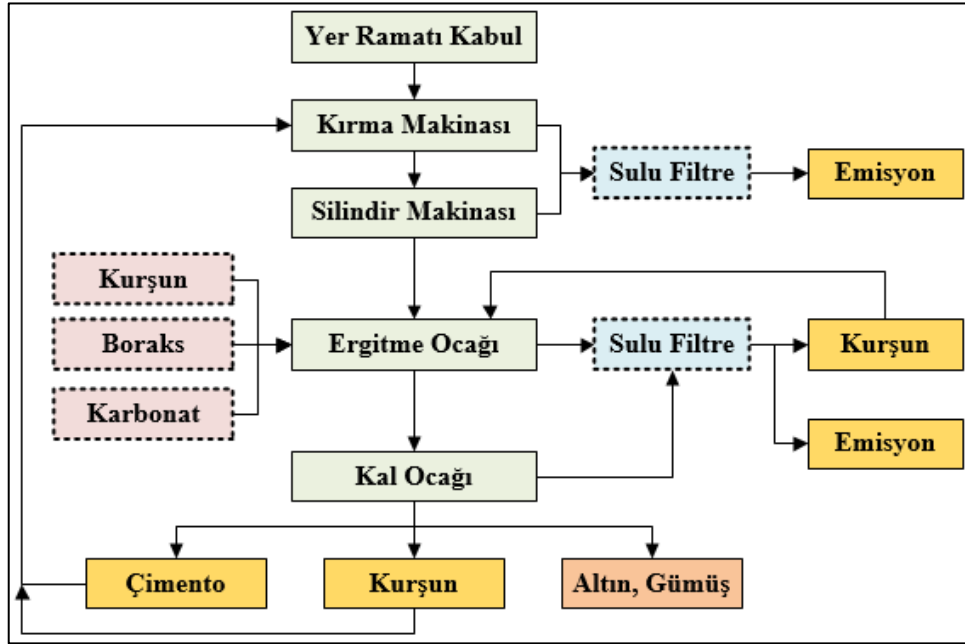 Yer Ramatı Kabul
Kırma Makinası
Sulu Filtre
Emisyon
Silindir Makinası
Kurşun
Boraks
Karbonat
Ergitme Ocağı
Sulu Filtre
Kurşun
Emisyon
Kal Ocağı
Çimento
Kurşun
Altın, Gümüş